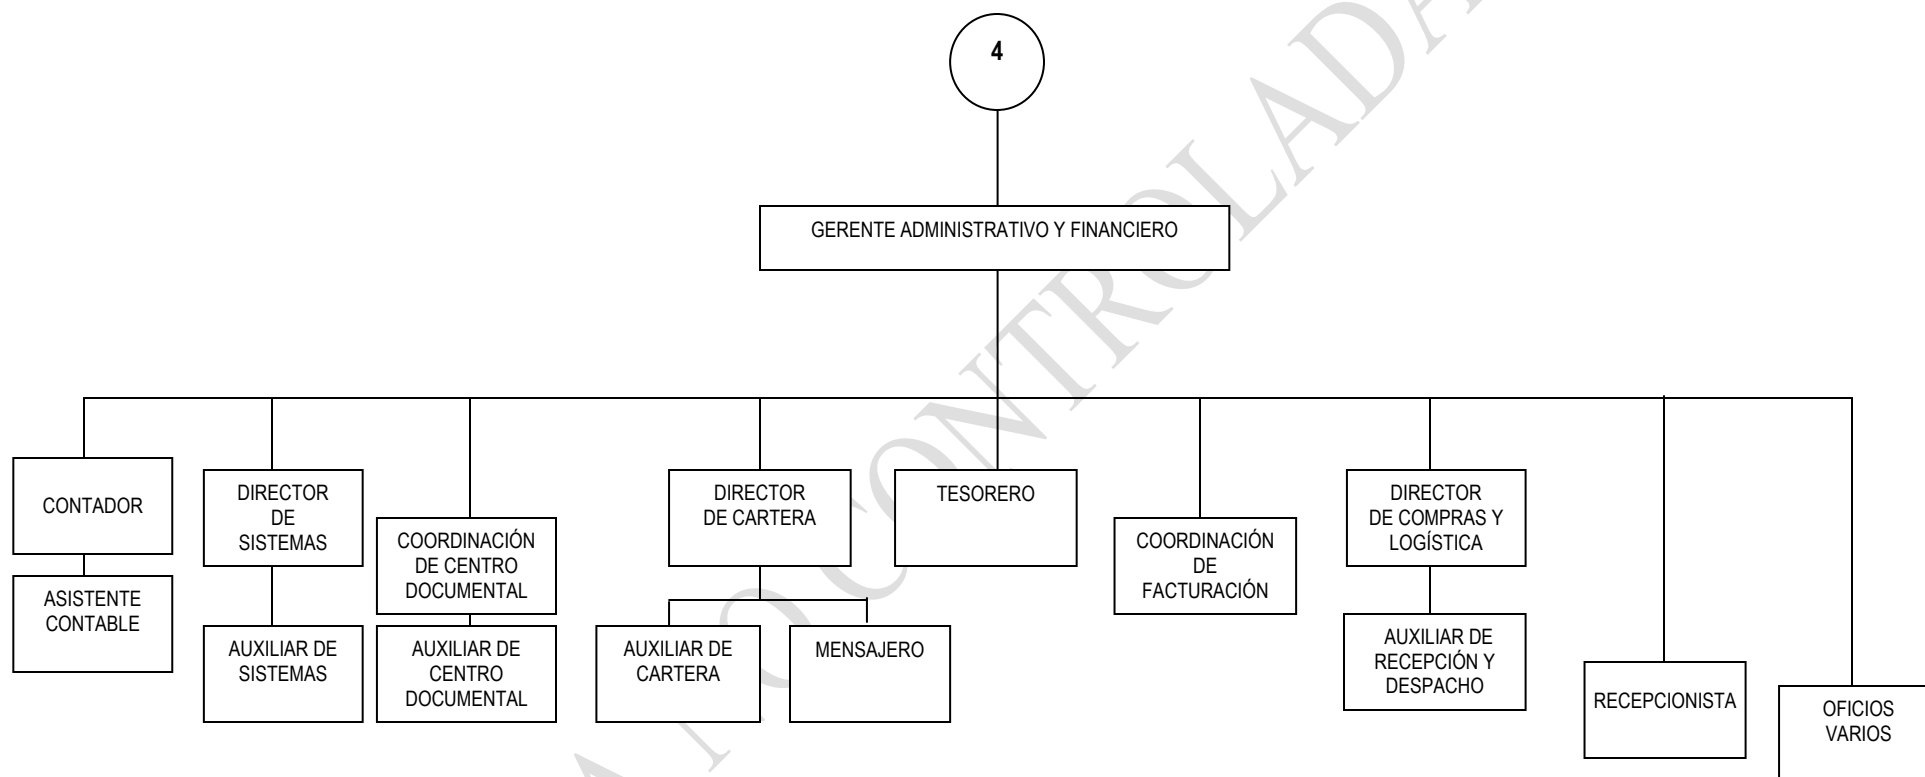 4
GERENTE ADMINISTRATIVO Y FINANCIERO
CONTADOR
ASISTENTE
CONTABLE
DIRECTOR
DE
SISTEMAS
AUXILIAR DE
SISTEMAS
COORDINACIÓN
DE CENTRO
DOCUMENTAL
AUXILIAR DE
CENTRO
DOCUMENTAL
DIRECTOR
DE CARTERA
AUXILIAR DE
CARTERA
MENSAJERO
TESORERO
COORDINACIÓN
DE
FACTURACIÓN
DIRECTOR
DE COMPRAS Y
LOGÍSTICA
AUXILIAR DE
RECEPCIÓN Y
DESPACHO
RECEPCIONISTA
OFICIOS
VARIOS
CONTROLADA